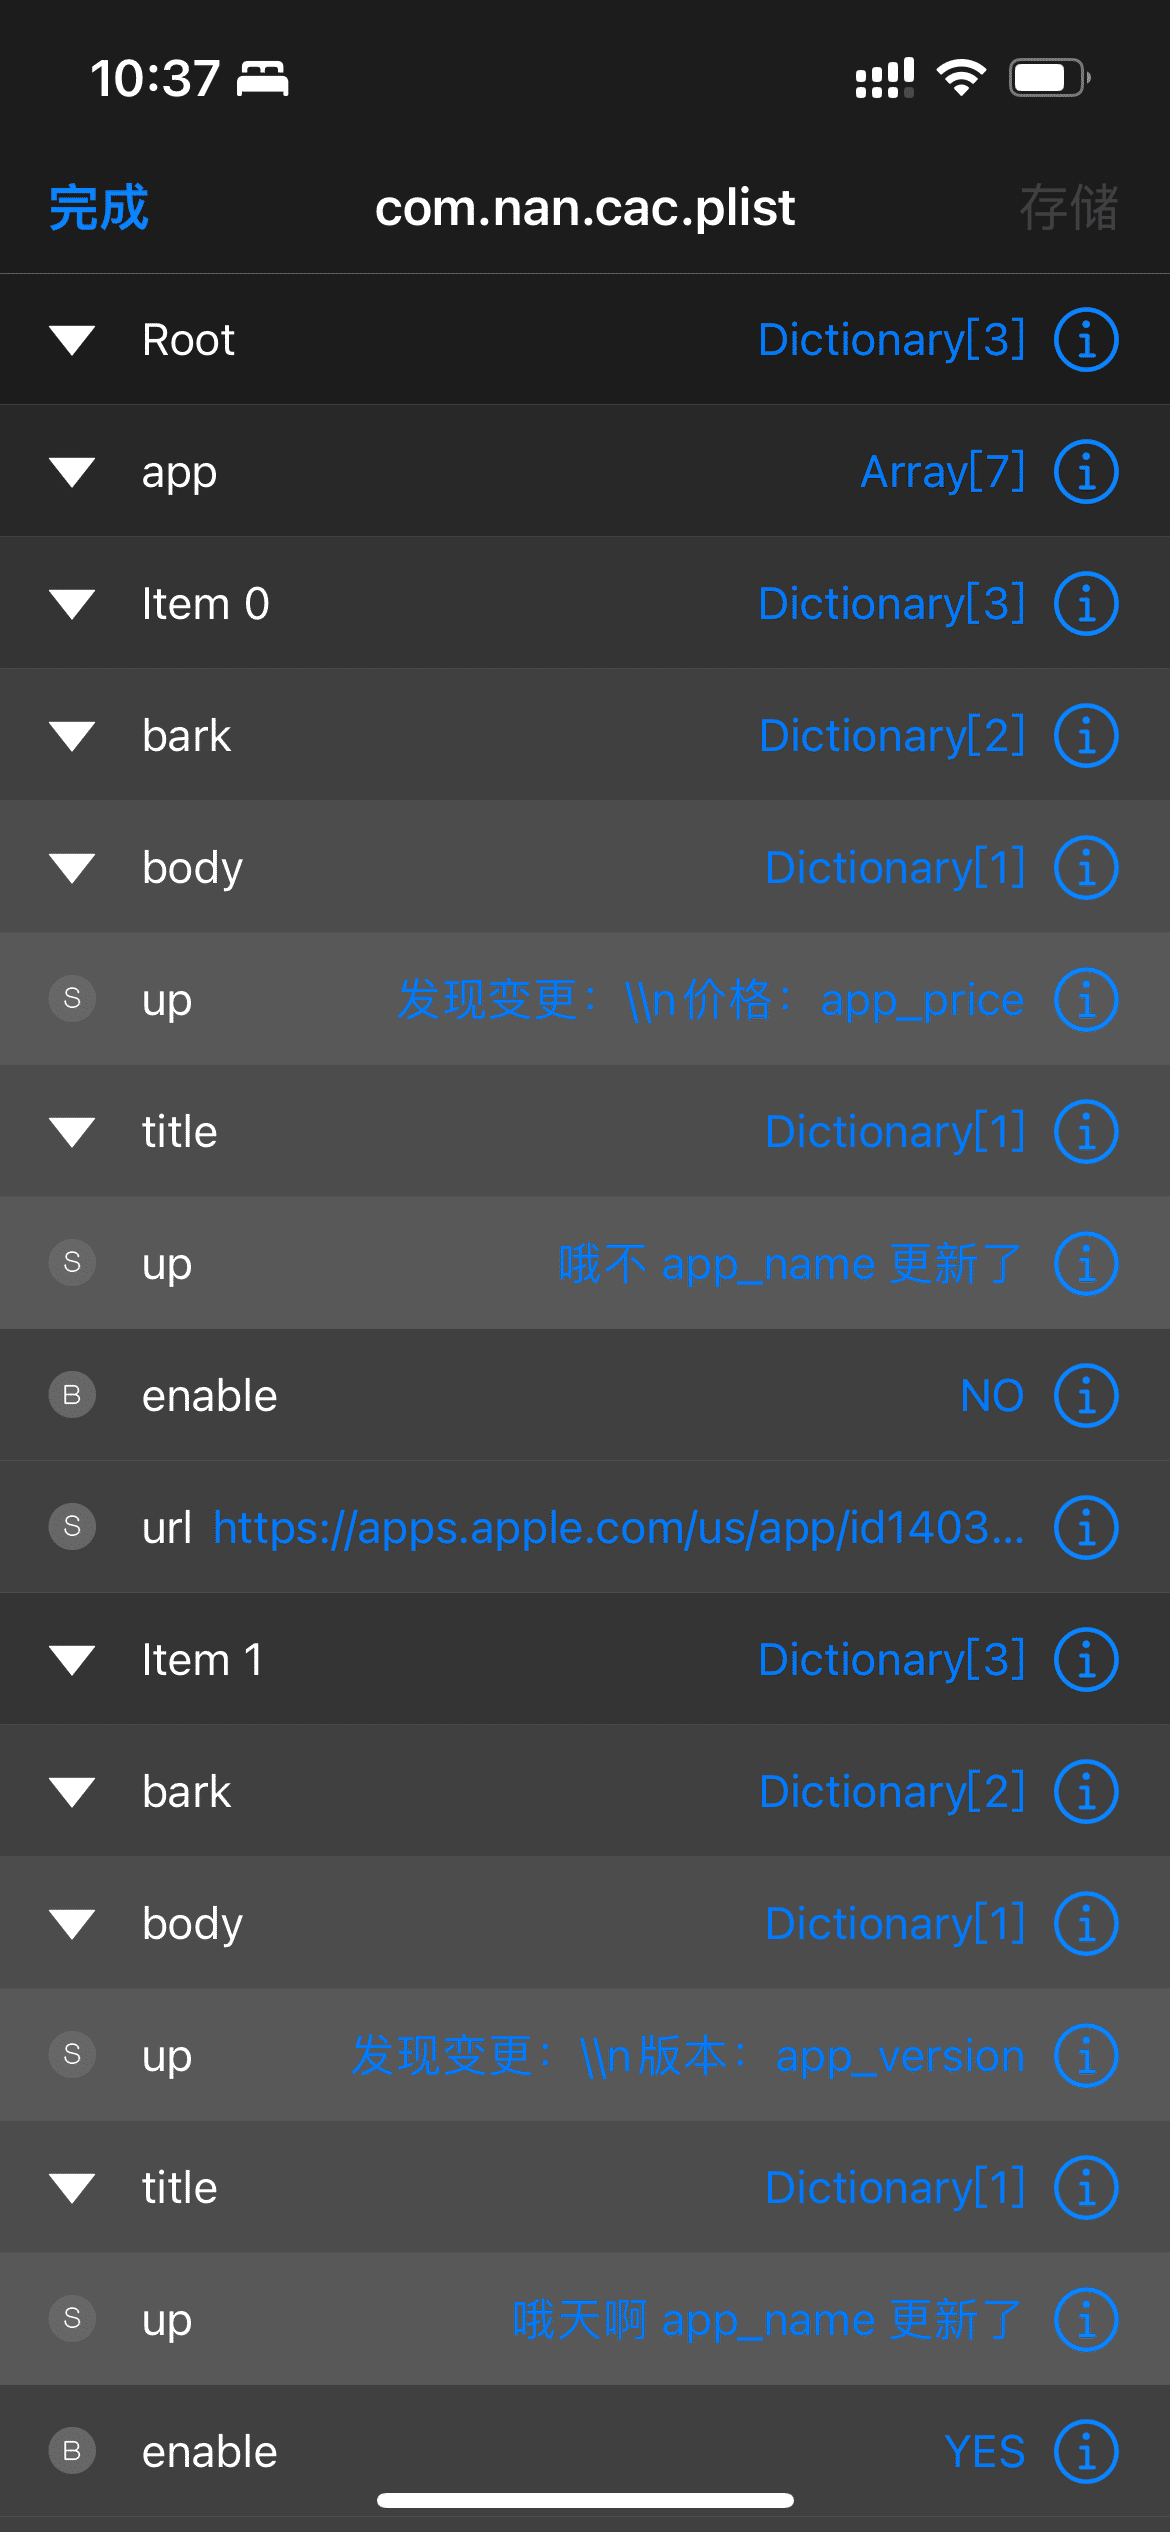 10:37
完成 com.nan.cac.plist 存储
Root Dictionary[3]
app Array[7]
Item 0 Dictionary[3]
bark Dictionary[2]
body Dictionary[1]
S up 发现变更：\\n价格：app_price
title Dictionary[1]
S up 哦不 app_name 更新了
B enable NO
S url https://apps.apple.com/us/app/id1403...
Item 1 Dictionary[3]
bark Dictionary[2]
body Dictionary[1]
S up 发现变更：\\n版本：app_version
title Dictionary[1]
S up 哦天啊 app_name 更新了
B enable YES